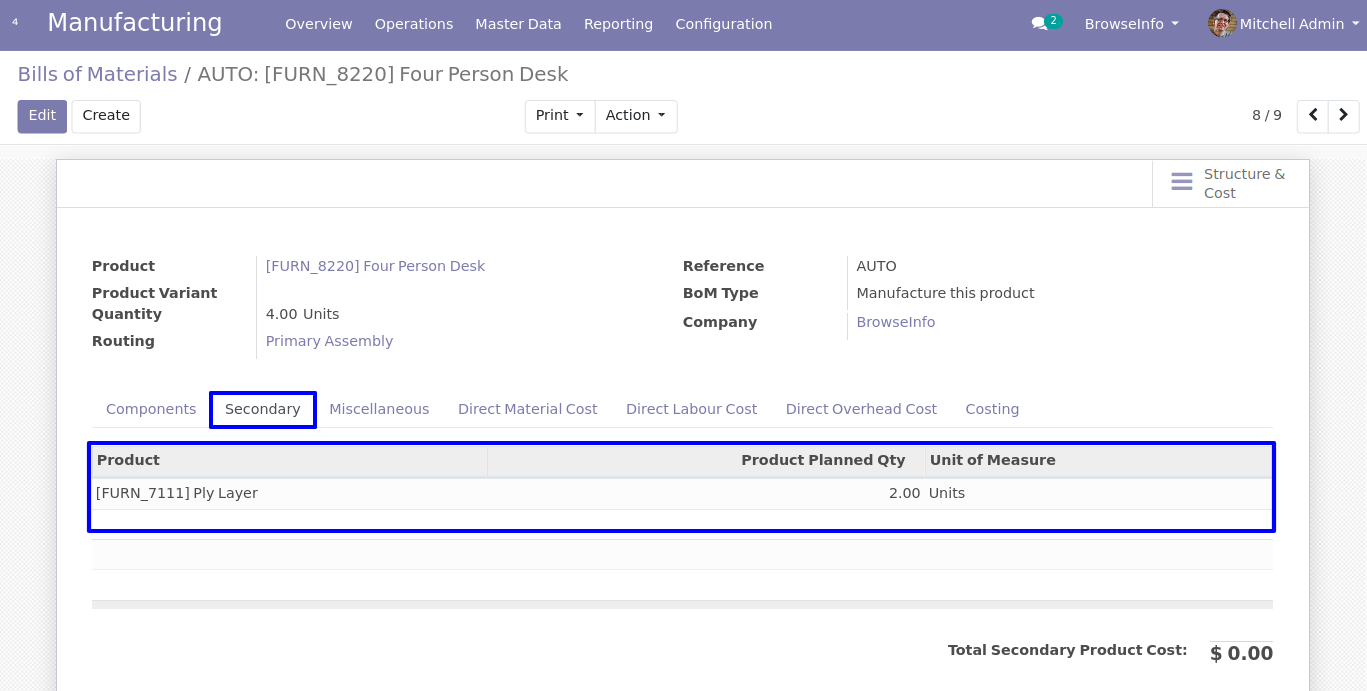 Manufacturing Overview Operations Master Data Reporting Configuration 2 BrowseInfo Mitchell Admin
Bills of Materials / AUTO: [FURN_8220] Four Person Desk
Edit Create Print Action 8 / 9
Structure &
Cost
Product [FURN_8220] Four Person Desk Reference AUTO
Product Variant BoM Type Manufacture this product
Quantity 4.00 Units Company BrowseInfo
Routing Primary Assembly
Components Secondary Miscellaneous Direct Material Cost Direct Labour Cost Direct Overhead Cost Costing
Product Product Planned Qty Unit of Measure
[FURN_7111] Ply Layer 2.00 Units
Total Secondary Product Cost: $ 0.00